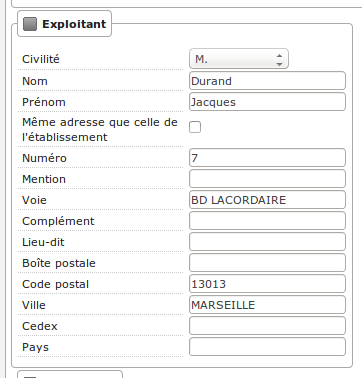 Exploitant
Civilité M.
Nom Durand
Prénom Jacques
Même adresse que celle de
l'établissement
Numéro 7
Mention
Voie BD LACORDAIRE
Complément
Lieu-dit
Boîte postale
Code postal 13013
Ville MARSEILLE
Cedex
Pays